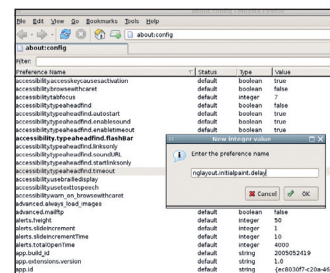 File Edit View Go Bookmarks Tools Help
about:config
about:config
Filter:
Preference Name Status Type Value
accessibility.accesskeycausesactivation default boolean true
accessibility.browsewithcaret default boolean false
accessibility.tabfocus default integer 7
accessibility.typeaheadfind default boolean false
accessibility.typeaheadfind.autostart default boolean true
accessibility.typeaheadfind.enablesound default boolean true
accessibility.typeaheadfind.enabletimeout default boolean true
accessibility.typeaheadfind.flashBar
accessibility.typeaheadfind.linksonly
accessibility.typeaheadfind.soundURL
accessibility.typeaheadfind.startlinksonly
accessibility.typeaheadfind.timeout
accessibility.usebrailledisplay
accessibility.usetexttospeech
accessibility.warn_on_browsewithcaret
advanced.always_load_images
advanced.mailftp default boolean false
alerts.height default integer 50
alerts.slideIncrement default integer 1
alerts.slideIncrementTime default integer 10
alerts.totalOpenTime default integer 4000
app.build_id default string 2005052419
app.extensions.version default string 1.0
app.id default string {ec8030f7-c20a-46
New integer value
Enter the preference name
nglayout.initialpaint.delay
Cancel OK